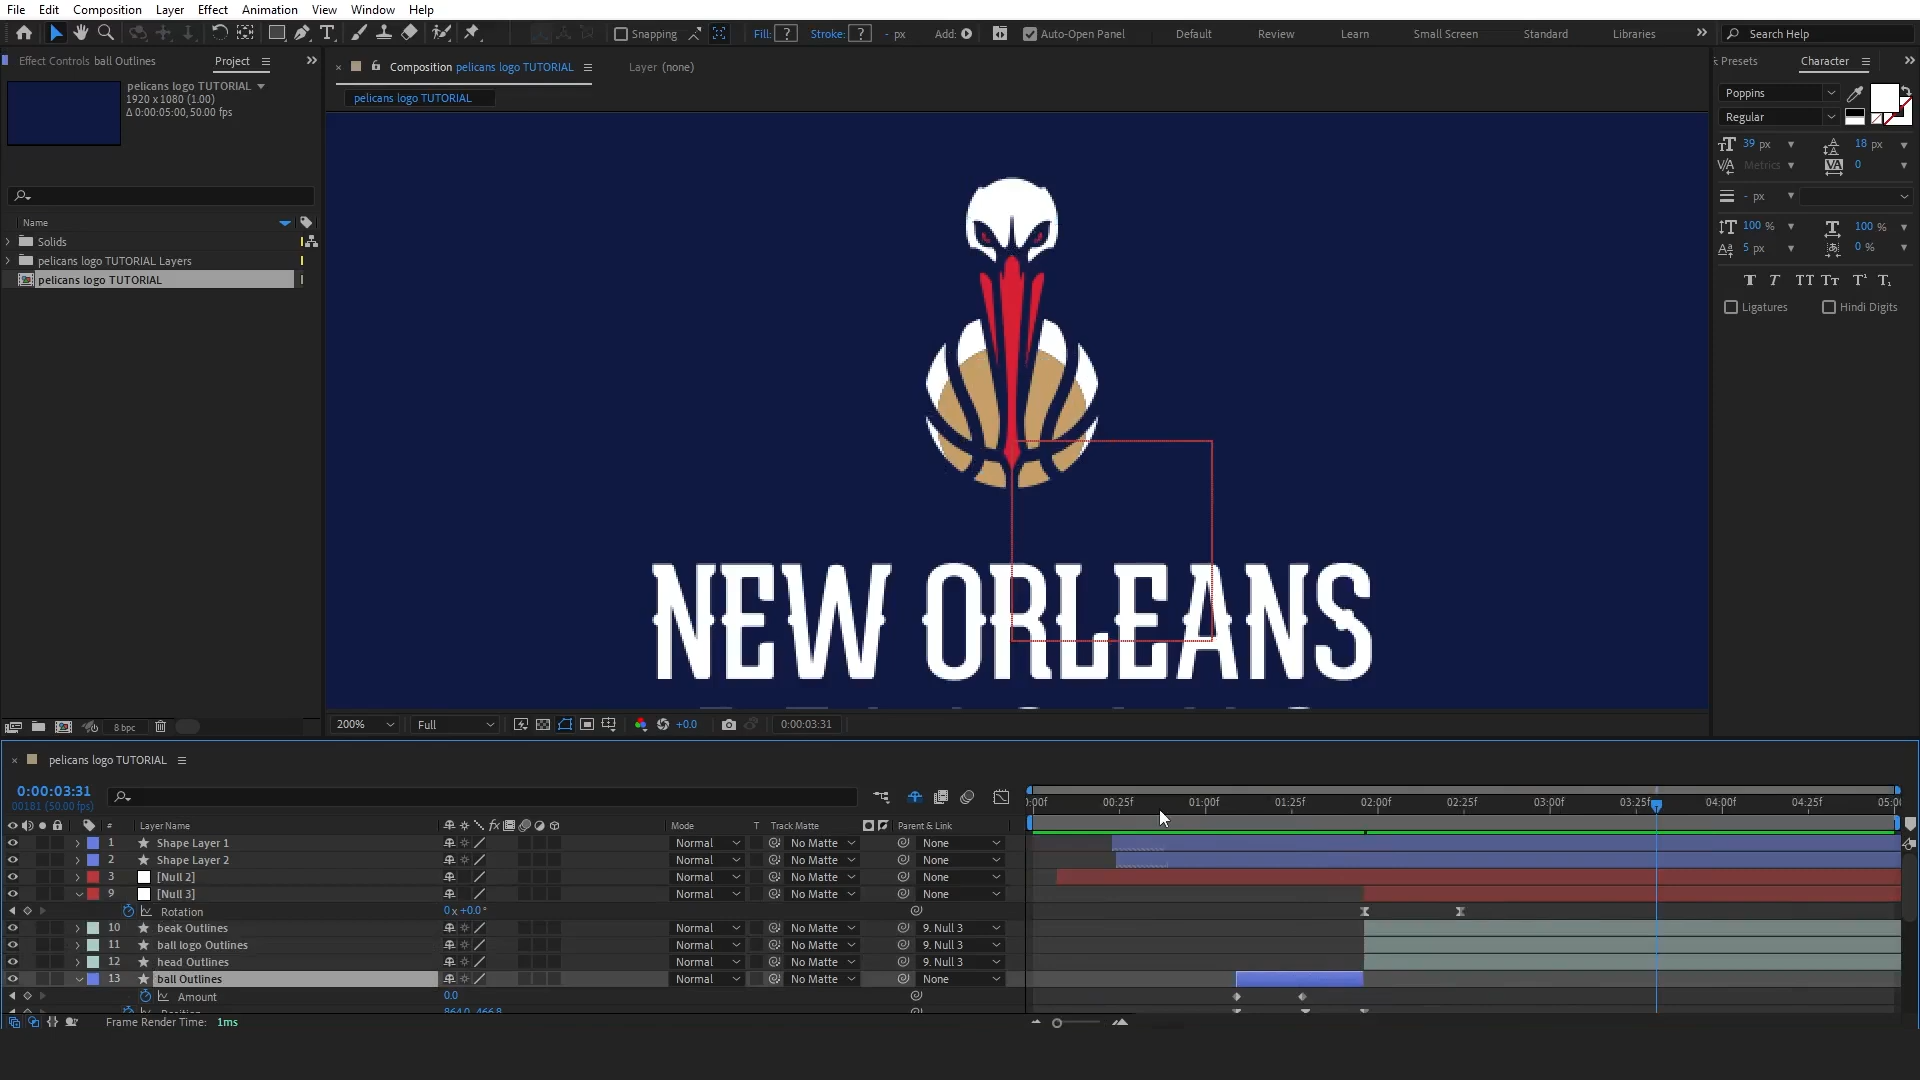 File Edit Composition Layer Effect Animation View Window Help
Snapping Fill: ? Stroke: ? - px Add: Auto-Open Panel Default Review Learn Small Screen Standard Libraries Search Help
Effect Controls ball Outlines Project
Composition pelicans logo TUTORIAL Layer (none)
Presets Character
pelicans logo TUTORIAL
1920 x 1080 (1.00)
Δ 0:00:05:00, 50.00 fps
pelicans logo TUTORIAL
Poppins
Regular
39 px 18 px
Metrics 0
- px
100 % 100 %
5 px 0 %
T T TT Tt T¹ T₁
Ligatures Hindi Digits
Name
Solids
pelicans logo TUTORIAL Layers
pelicans logo TUTORIAL
NEW ORLEANS
8 bpc
200% Full +0.0 0:00:03:31
pelicans logo TUTORIAL
0:00:03:31
00181 (50.00 fps)
:00f 00:25f 01:00f 01:25f 02:00f 02:25f 03:00f 03:25f 04:00f 04:25f 05:0
# Layer Name Mode T Track Matte Parent & Link
1 Shape Layer 1 Normal No Matte None
2 Shape Layer 2 Normal No Matte None
3 [Null 2] Normal No Matte None
9 [Null 3] Normal No Matte None
Rotation 0x+0.0°
10 beak Outlines Normal No Matte 9. Null 3
11 ball logo Outlines Normal No Matte 9. Null 3
12 head Outlines Normal No Matte 9. Null 3
13 ball Outlines Normal No Matte None
Amount 0.0
Frame Render Time: 1ms